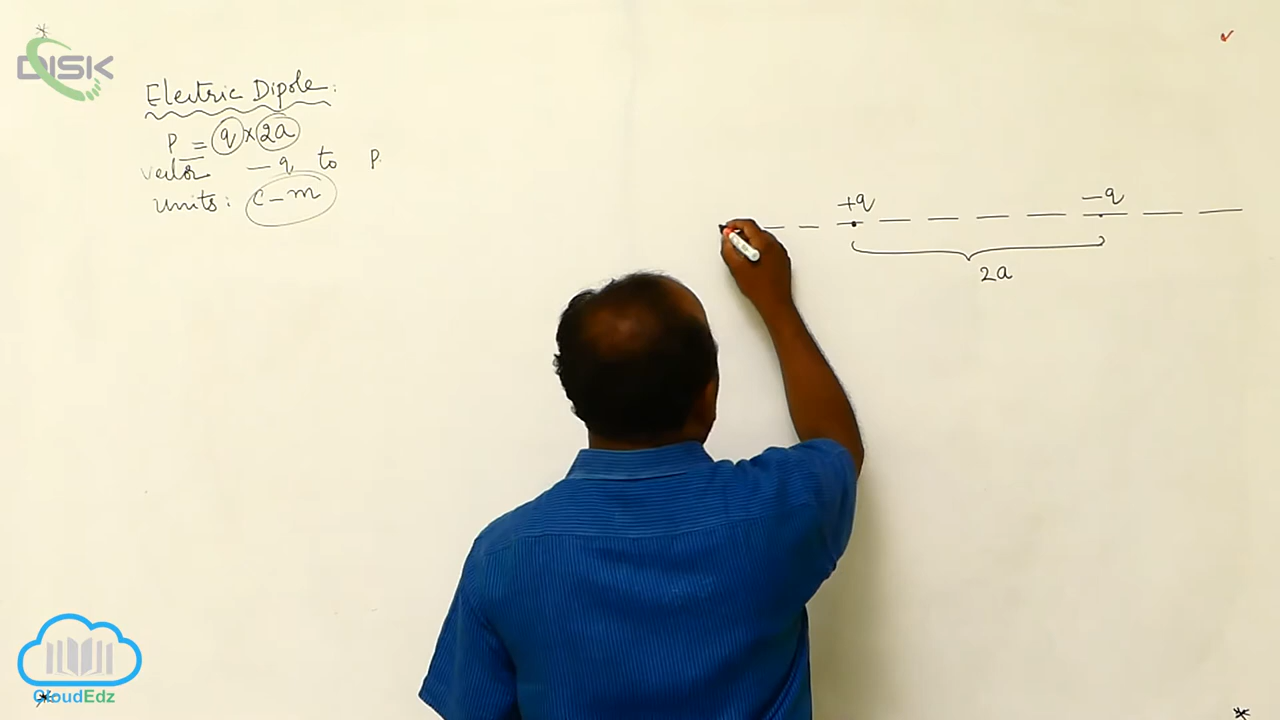 DISK
Electric Dipole:
P = q × 2a
vector - q to P.
units: C-m
+q
-q
2a
CloudEdz